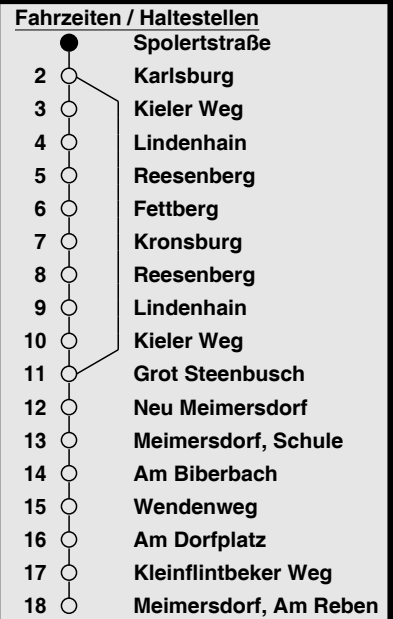 Fahrzeiten / Haltestellen
Spolertstraße
2 Karlsburg
3 Kieler Weg
4 Lindenhain
5 Reesenberg
6 Fettberg
7 Kronsburg
8 Reesenberg
9 Lindenhain
10 Kieler Weg
11 Grot Steenbusch
12 Neu Meimersdorf
13 Meimersdorf, Schule
14 Am Biberbach
15 Wendenweg
16 Am Dorfplatz
17 Kleinflintbeker Weg
18 Meimersdorf, Am Reben